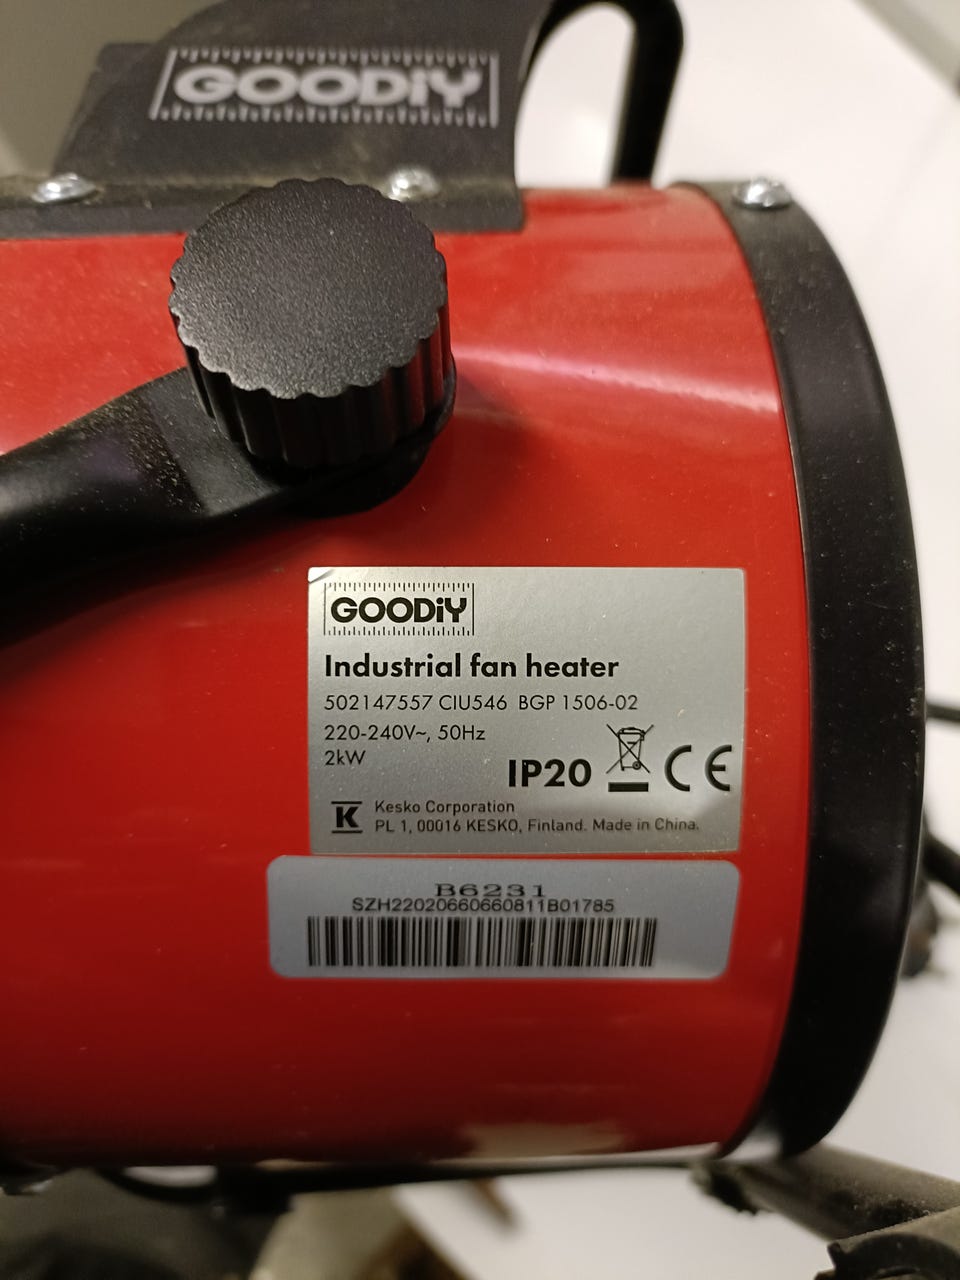 GOODiY
GOODiY
Industrial fan heater
502147557 CIU546 BGP 1506-02
220-240V~, 50Hz
2kW
IP20 CE
K Kesko Corporation
PL 1, 00016 KESKO, Finland. Made in China.
B6231
SZH22020660660811B01785